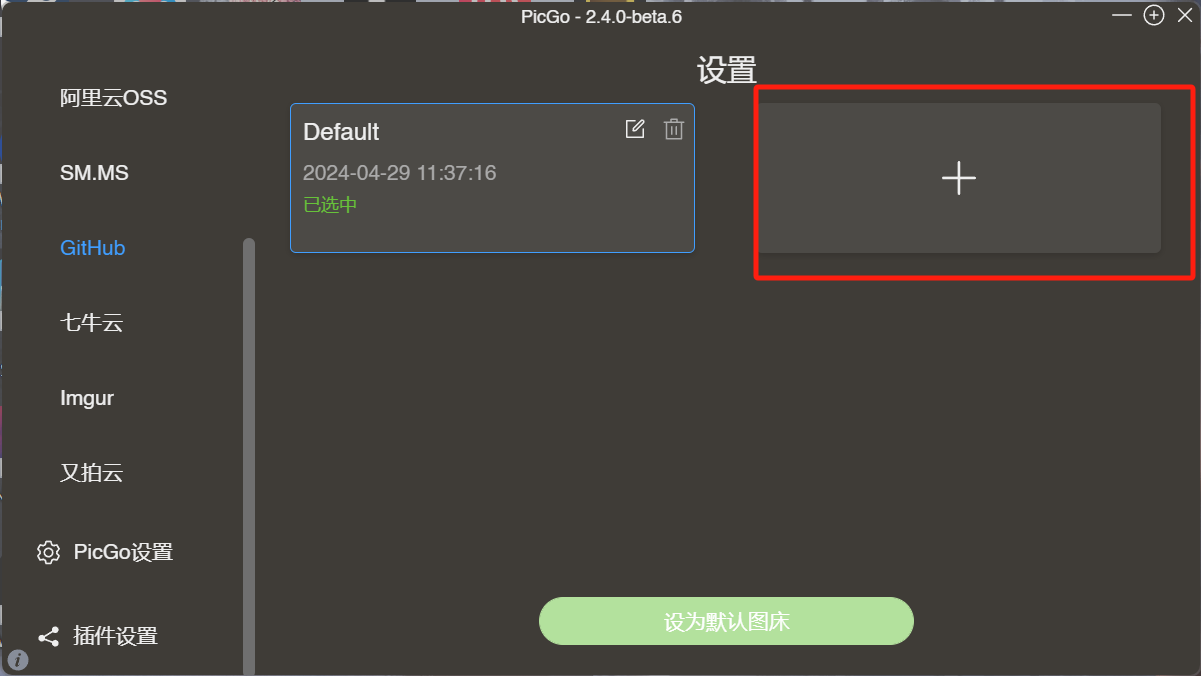 PicGo - 2.4.0-beta.6
设置
阿里云OSS
SM.MS
GitHub
七牛云
Imgur
又拍云
PicGo设置
插件设置
Default
2024-04-29 11:37:16
已选中
设为默认图床